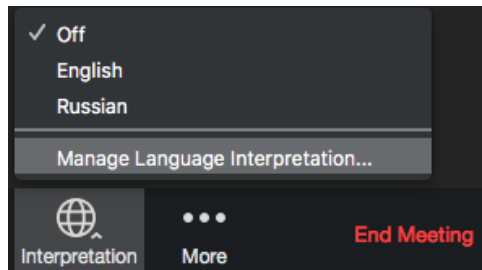 ✓ Off
English
Russian
Manage Language Interpretation...
Interpretation
More
End Meeting